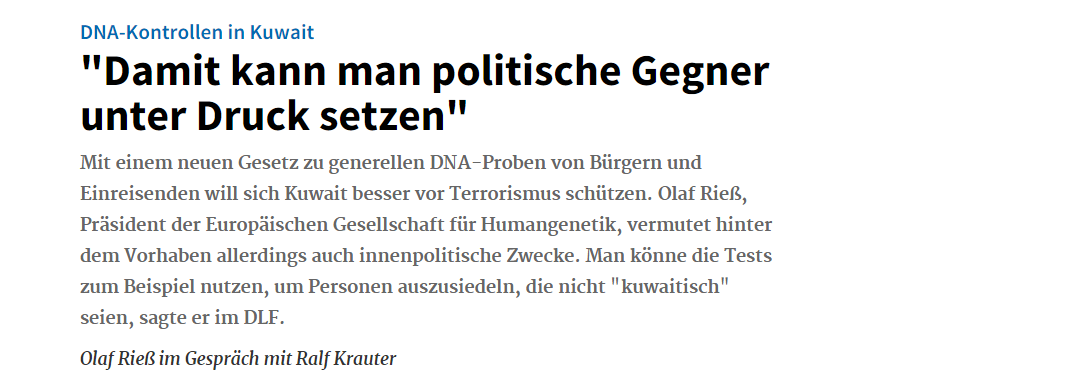 DNA-Kontrollen in Kuwait
"Damit kann man politische Gegner
unter Druck setzen"
Mit einem neuen Gesetz zu generellen DNA-Proben von Bürgern und
Einreisenden will sich Kuwait besser vor Terrorismus schützen. Olaf Rieß,
Präsident der Europäischen Gesellschaft für Humangenetik, vermutet hinter
dem Vorhaben allerdings auch innenpolitische Zwecke. Man könne die Tests
zum Beispiel nutzen, um Personen auszusiedeln, die nicht "kuwaitisch"
seien, sagte er im DLF.
Olaf Rieß im Gespräch mit Ralf Krauter